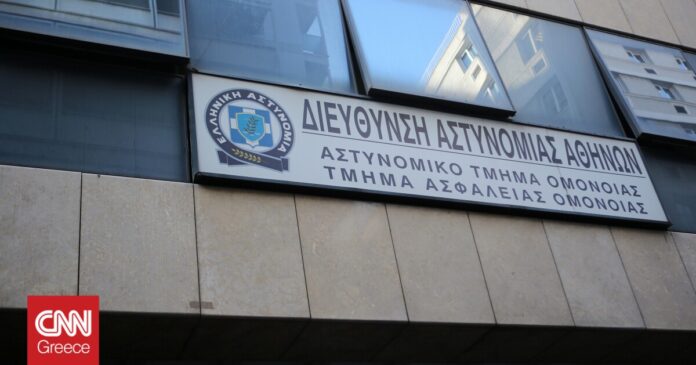 ΕΛΛΗΝΙΚΗ ΑΣΤΥΝΟΜΙΑ
ΔΙΕΥΘΥΝΣΗ ΑΣΤΥΝΟΜΙΑΣ ΑΘΗΝΩΝ
ΑΣΤΥΝΟΜΙΚΟ ΤΜΗΜΑ ΟΜΟΝΟΙΑΣ
ΤΜΗΜΑ ΑΣΦΑΛΕΙΑΣ ΟΜΟΝΟΙΑΣ
CNN
Greece